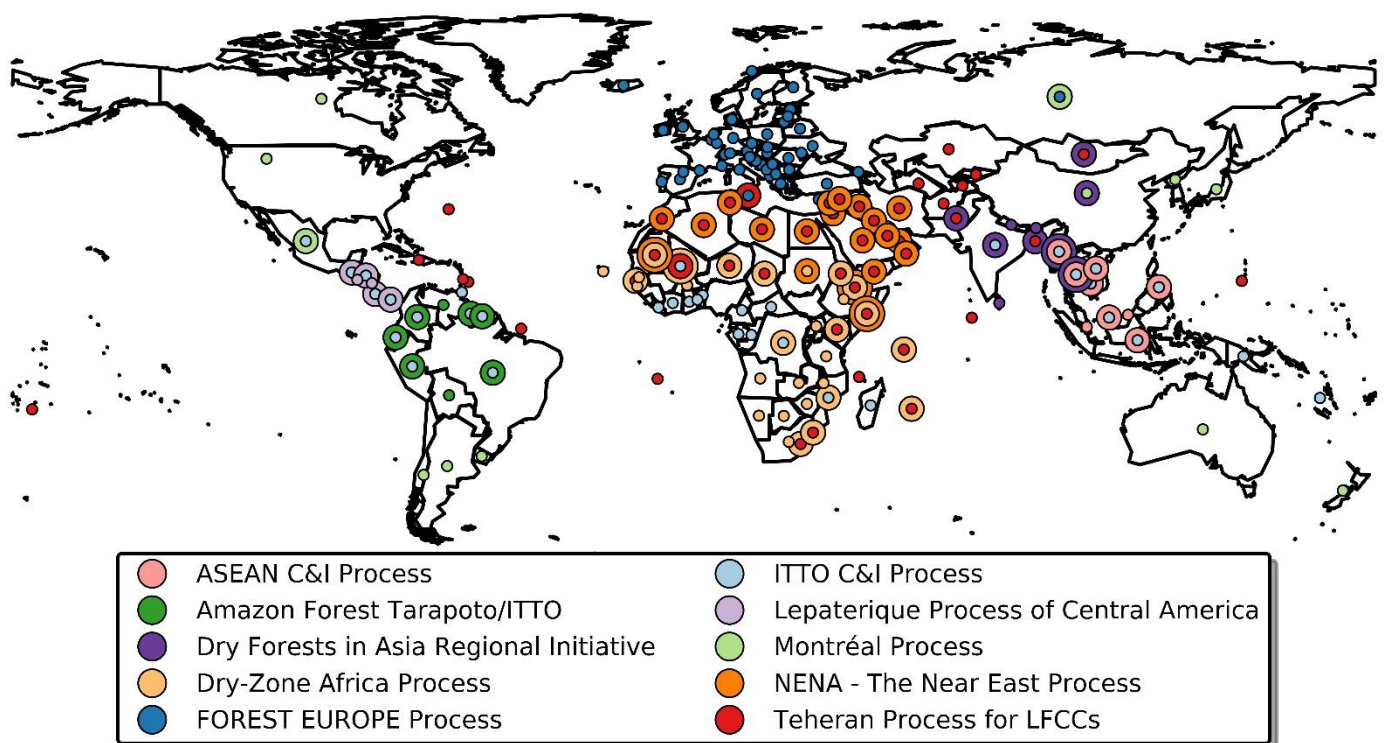 ASEAN C&I Process
Amazon Forest Tarapoto/ITTO
Dry Forests in Asia Regional Initiative
Dry-Zone Africa Process
FOREST EUROPE Process
ITTO C&I Process
Lepaterique Process of Central America
Montréal Process
NENA - The Near East Process
Teheran Process for LFCCs